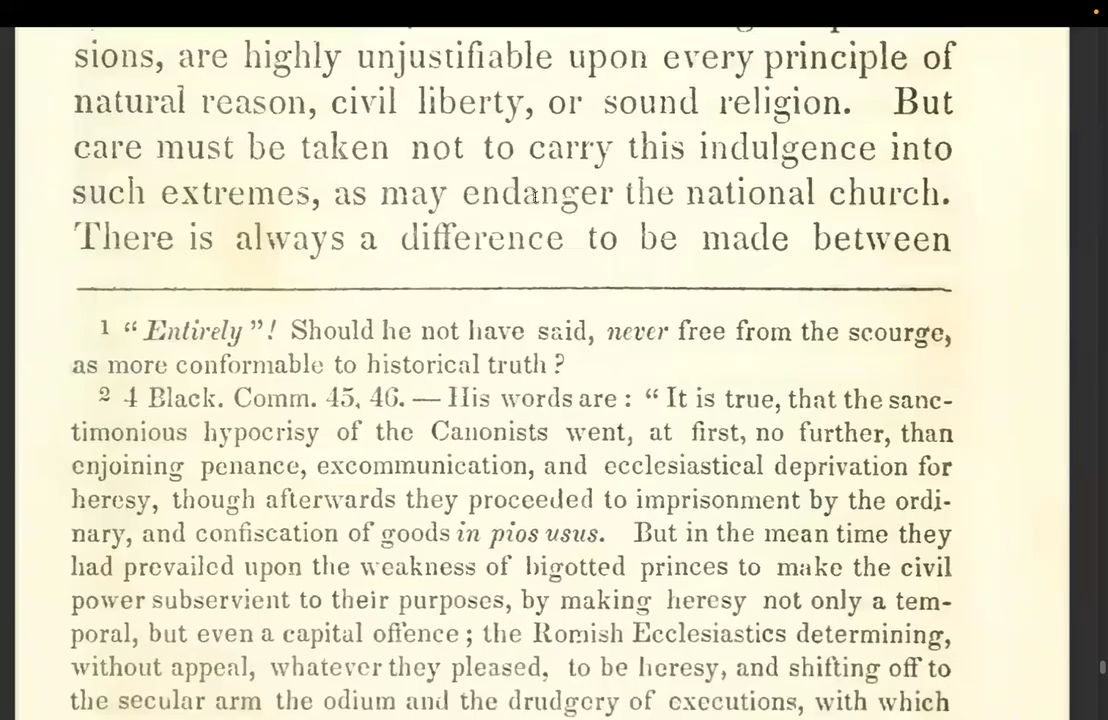 sions, are highly unjustifiable upon every principle of
natural reason, civil liberty, or sound religion. But
care must be taken not to carry this indulgence into
such extremes, as may endanger the national church.
There is always a difference to be made between
1 “Entirely”! Should he not have said, never free from the scourge,
as more conformable to historical truth?
2 4 Black. Comm. 45, 46. — His words are: “It is true, that the sanc-
timonious hypocrisy of the Canonists went, at first, no further, than
enjoining penance, excommunication, and ecclesiastical deprivation for
heresy, though afterwards they proceeded to imprisonment by the ordi-
nary, and confiscation of goods in pios usus. But in the mean time they
had prevailed upon the weakness of bigotted princes to make the civil
power subservient to their purposes, by making heresy not only a tem-
poral, but even a capital offence; the Romish Ecclesiastics determining,
without appeal, whatever they pleased, to be heresy, and shifting off to
the secular arm the odium and the drudgery of executions, with which